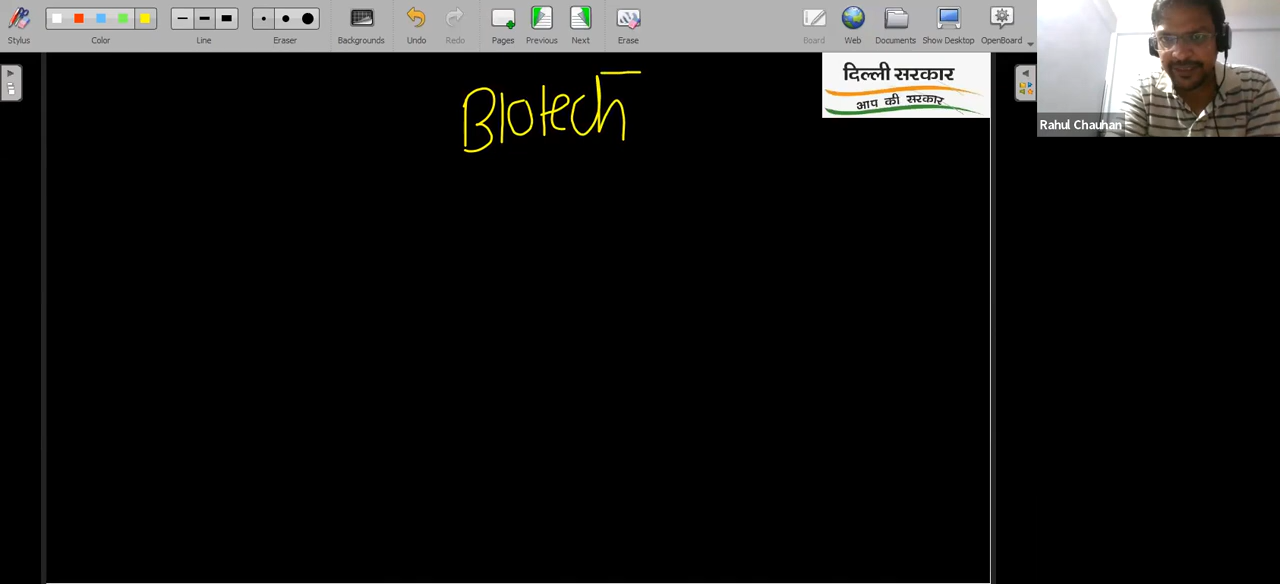 Stylus Color Line Eraser Backgrounds Undo Redo Pages Previous Next Erase Board Web Documents Show Desktop OpenBoard
Biotech
दिल्ली सरकार
आप की सरकार
Rahul Chauhan